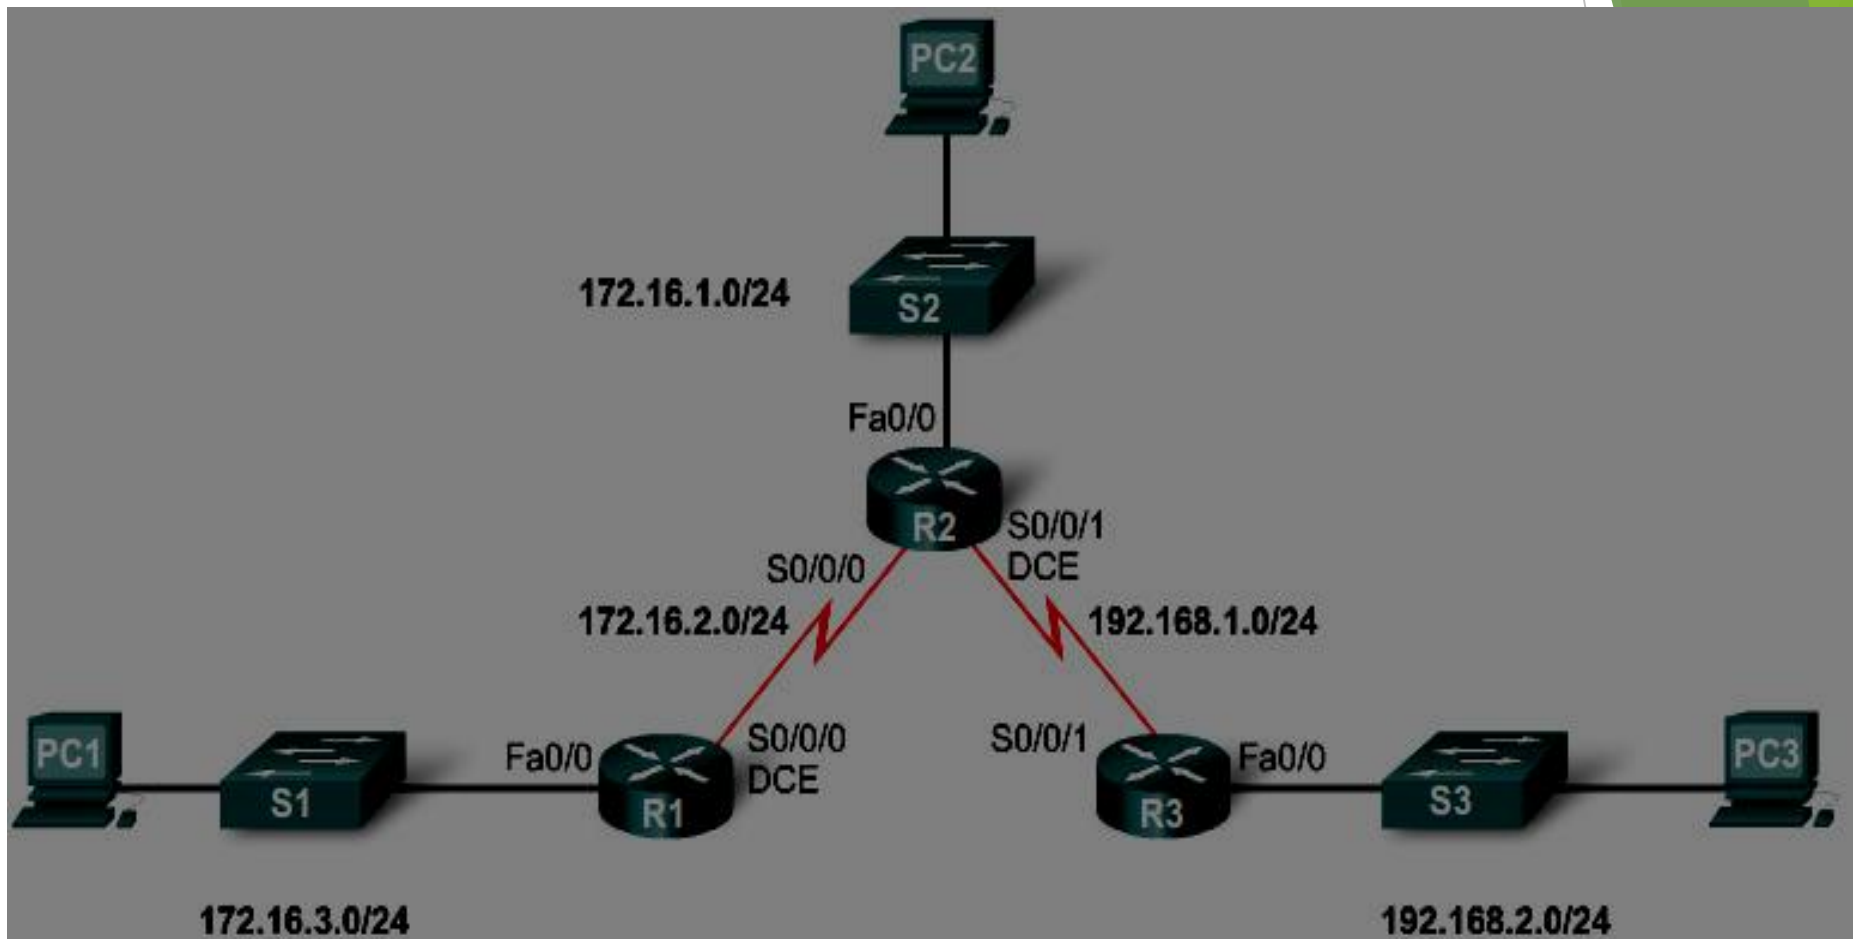 PC2
172.16.1.0/24
S2
Fa0/0
R2
S0/0/1
DCE
S0/0/0
172.16.2.0/24
192.168.1.0/24
PC1
S1
Fa0/0
R1
S0/0/0
DCE
S0/0/1
R3
Fa0/0
S3
PC3
172.16.3.0/24
192.168.2.0/24